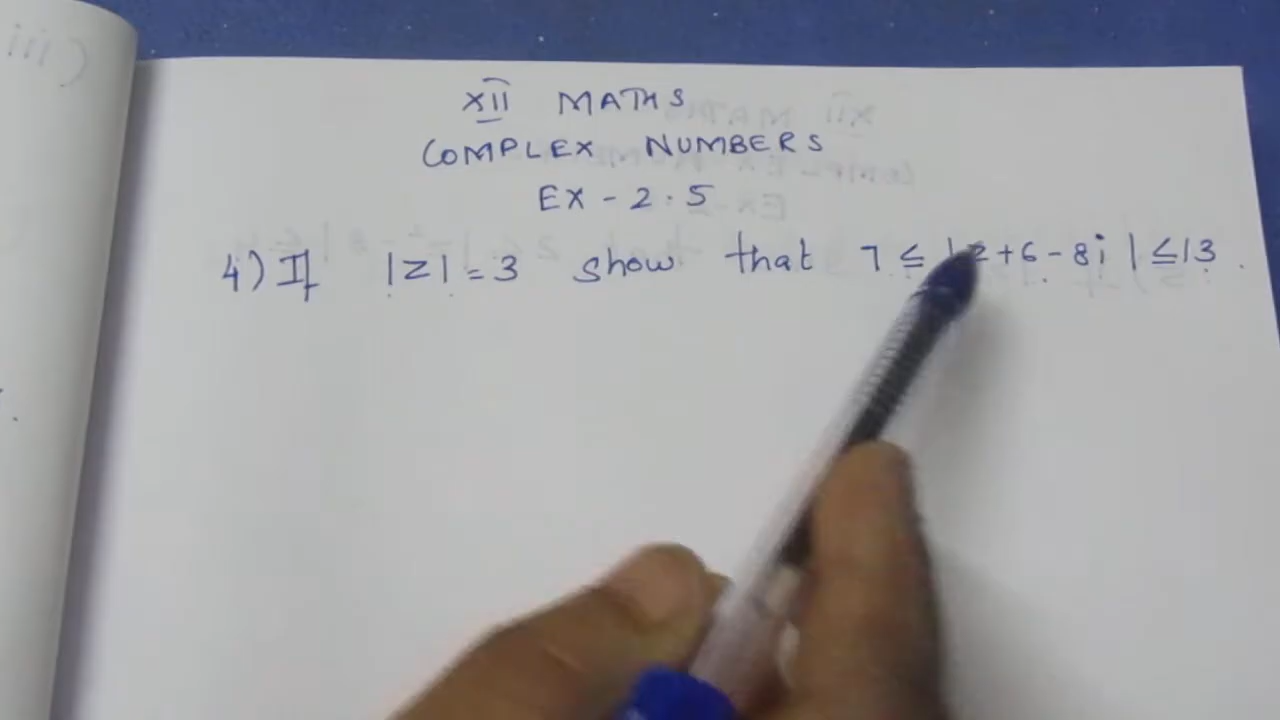 XII MATHS
COMPLEX NUMBERS
EX - 2.5
4) If |z| = 3 show that 7 ≤ |z+6-8i| ≤ 13.